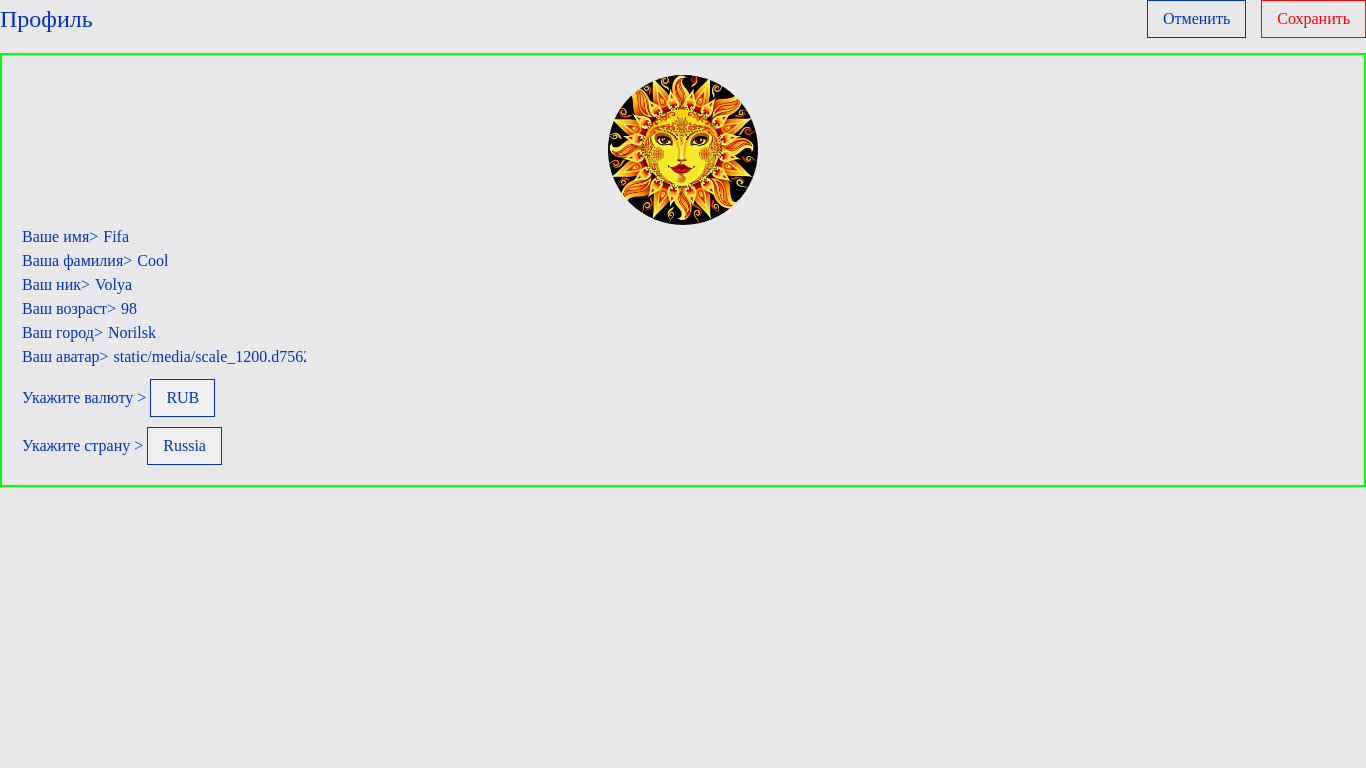 Профиль
Отменить
Сохранить
Ваше имя> Fifa
Ваша фамилия> Cool
Ваш ник> Volya
Ваш возраст> 98
Ваш город> Norilsk
Ваш аватар> static/media/scale_1200.d756
Укажите валюту > RUB
Укажите страну > Russia